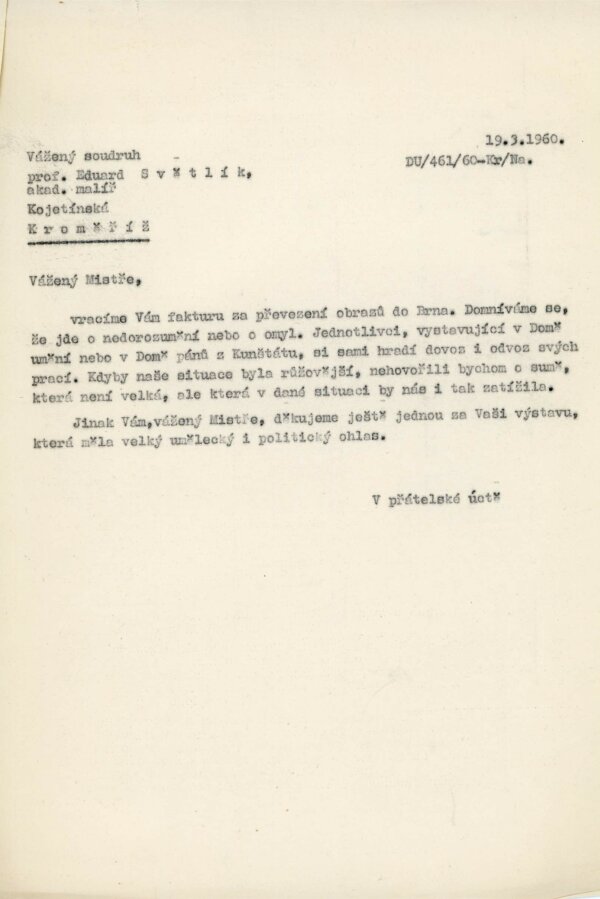 19.3.1960.
Vážený soudruh
DU/461/60-Kr/Na.
prof. Eduard S v ě t l í k,
akad. malíř
Kojetínská
K r o m ě ř í ž
Vážený Mistře,
vracíme Vám fakturu za převezení obrazů do Brna. Domníváme se,
že jde o nedorozumění nebo o omyl. Jednotlivci, vystavující v Domě
umění nebo v Domě pánů z Kunštátu, si sami hradí dovoz i odvoz svých
prací. Kdyby naše situace byla růžovější, nehovořili bychom o sumě,
která není velká, ale která v dané situaci by nás i tak zatížila.
Jinak Vám,vážený Mistře, děkujeme ještě jednou za Vaši výstavu,
která měla velký umělecký i politický ohlas.
V přátelské úctě